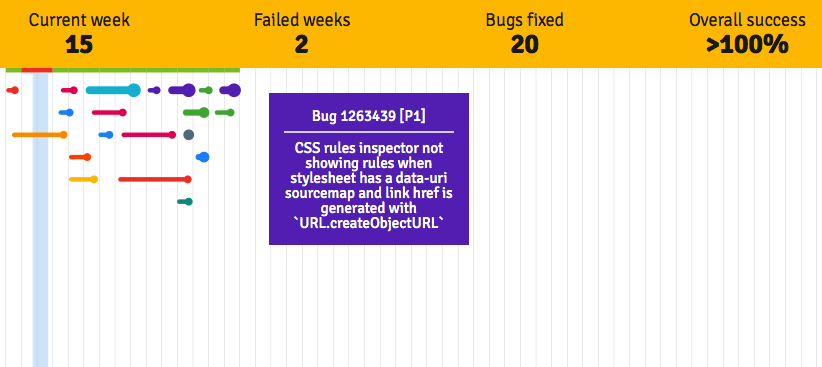 Current week
Failed weeks
Bugs fixed
Overall success
15
2
20
>100%
Bug 1263439 [P1]
CSS rules inspector not
showing rules when
stylesheet has a data-uri
sourcemap and link href is
generated with
`URL.createObjectURL`